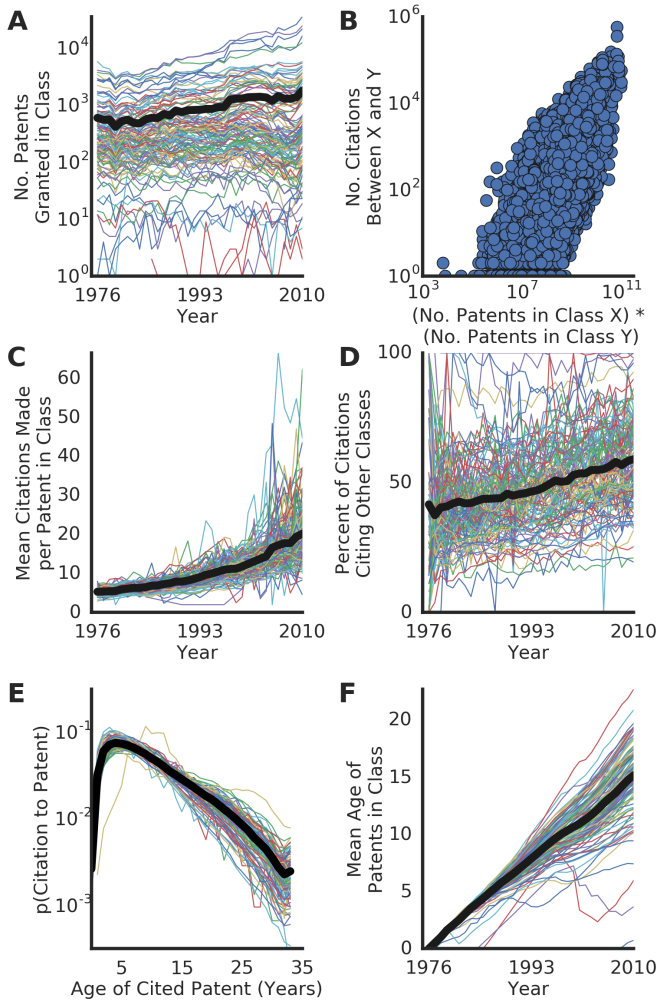 A
No. Patents
Granted in Class
10^4
10^3
10^2
10^1
10^0
1976
1993
2010
Year
B
No. Citations
Between X and Y
10^6
10^4
10^2
10^0
10^3
10^7
10^11
(No. Patents in Class X) *
(No. Patents in Class Y)
C
Mean Citations Made
per Patent in Class
60
50
40
30
20
10
0
1976
1993
2010
Year
D
Percent of Citations
Citing Other Classes
100
50
0
1976
1993
2010
Year
E
p(Citation to Patent)
10^-1
10^-2
10^-3
5
15
25
35
Age of Cited Patent (Years)
F
Mean Age of
Patents in Class
20
15
10
5
0
1976
1993
2010
Year